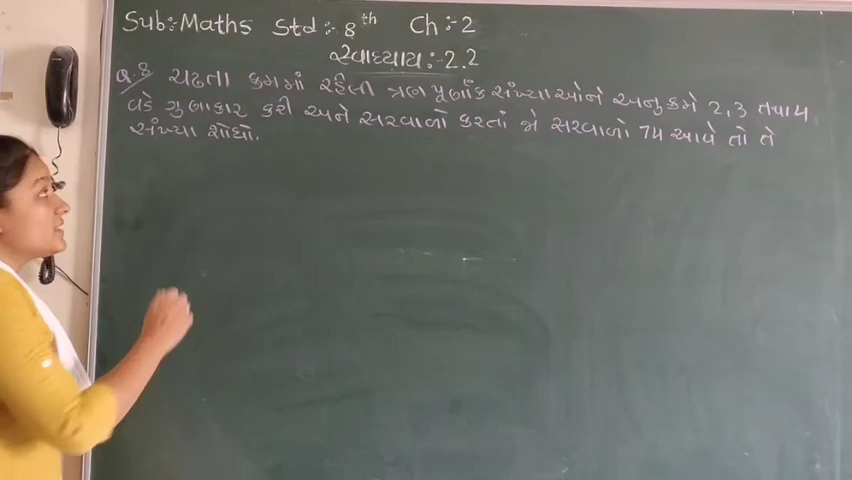 Sub:- Maths Std :- 8th Ch :- 2
સ્વાધ્યાય:- 2.2
Q.8 ચઢતા ક્રમમાં રહેલી ત્રણ પૂર્ણાંક સંખ્યાઓને અનુક્રમે 2, 3 તથા 4
વડે ગુણાકાર કરી અને સરવાળો કરતાં જો સરવાળો 74 આવે તો તે
સંખ્યા શોધો.